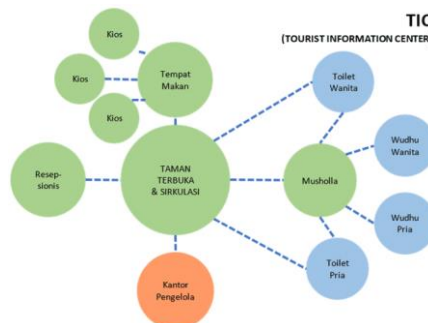 TIC
(TOURIST INFORMATION CENTER
Kios
Kios
Kios
Tempat
Makan
Toilet
Wanita
Wudhu
Wanita
Resep-
sionis
TAMAN
TERBUKA
& SIRKULASI
Musholla
Wudhu
Pria
Toilet
Pria
Kantor
Pengelola